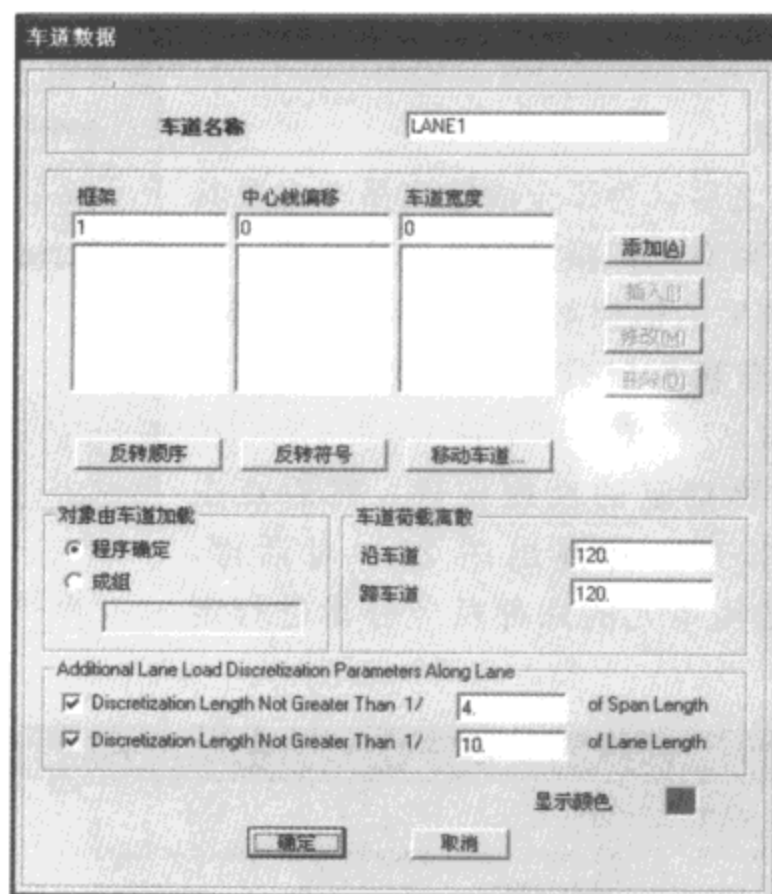 车道数据
车道名称 LANE1
框架 中心线偏移 车道宽度
1 0 0
添加(A)
插入(I)
修改(M)
删除(D)
反转顺序 反转符号 移动车道...
对象由车道加载
程序确定
成组
车道荷载离散
沿车道 120.
跨车道 120.
Additional Lane Load Discretization Parameters Along Lane
Discretization Length Not Greater Than 1/ 4. of Span Length
Discretization Length Not Greater Than 1/ 10. of Lane Length
显示颜色
确定 取消